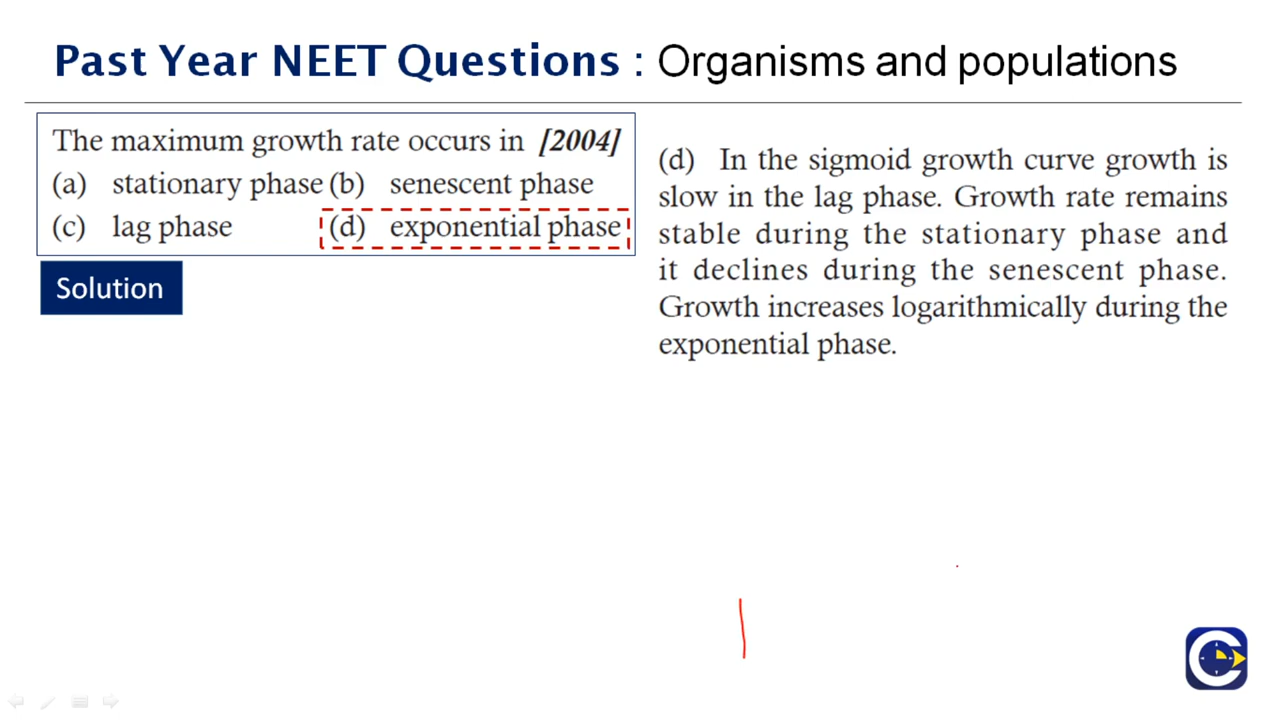 Past Year NEET Questions : Organisms and populations
The maximum growth rate occurs in [2004]
(a) stationary phase (b) senescent phase
(c) lag phase (d) exponential phase
Solution
(d) In the sigmoid growth curve growth is
slow in the lag phase. Growth rate remains
stable during the stationary phase and
it declines during the senescent phase.
Growth increases logarithmically during the
exponential phase.